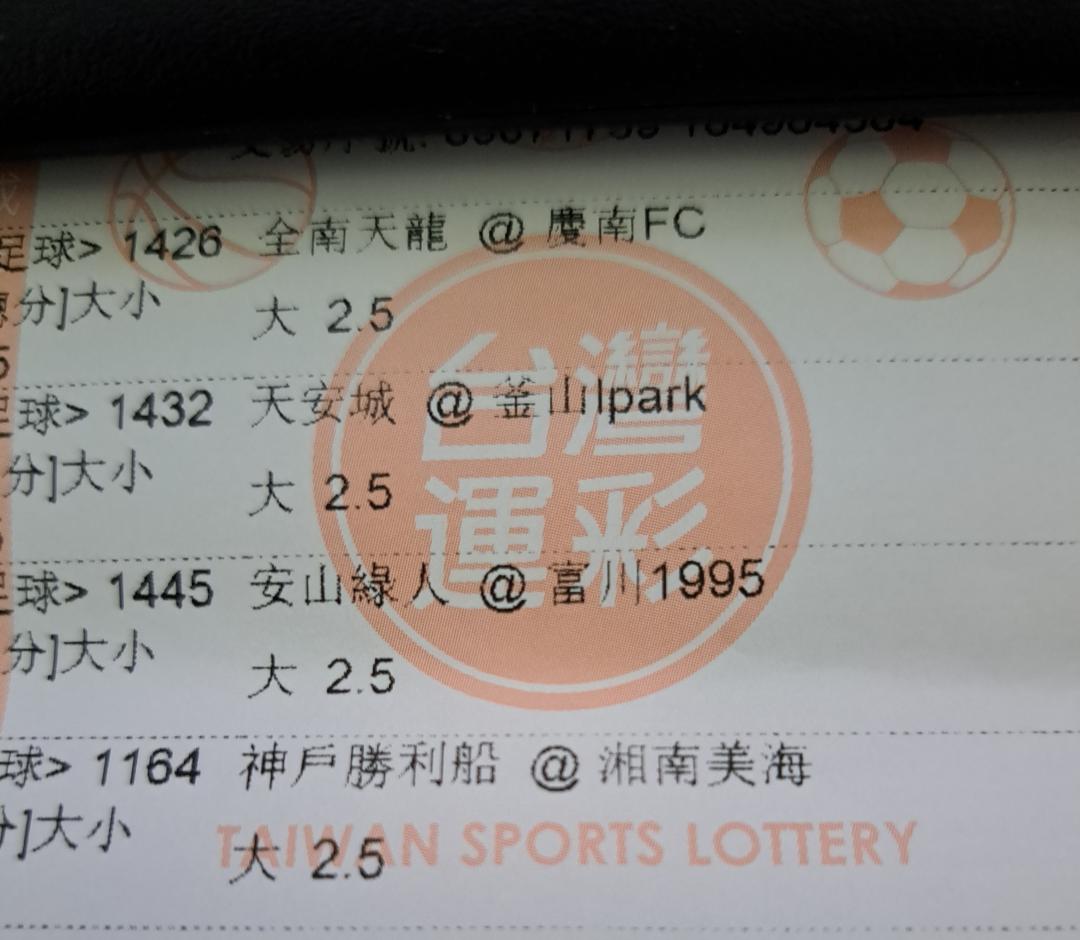 足球> 1426 全南天龍 @ 慶南FC
分]大小 大 2.5
球> 1432 天安城 @ 釜山Ipark
分]大小 大 2.5
球> 1445 安山綠人 @ 富川1995
分]大小 大 2.5
球> 1164 神戶勝利船 @ 湘南美海
分]大小 大 2.5
台灣
運彩
TAIWAN SPORTS LOTTERY